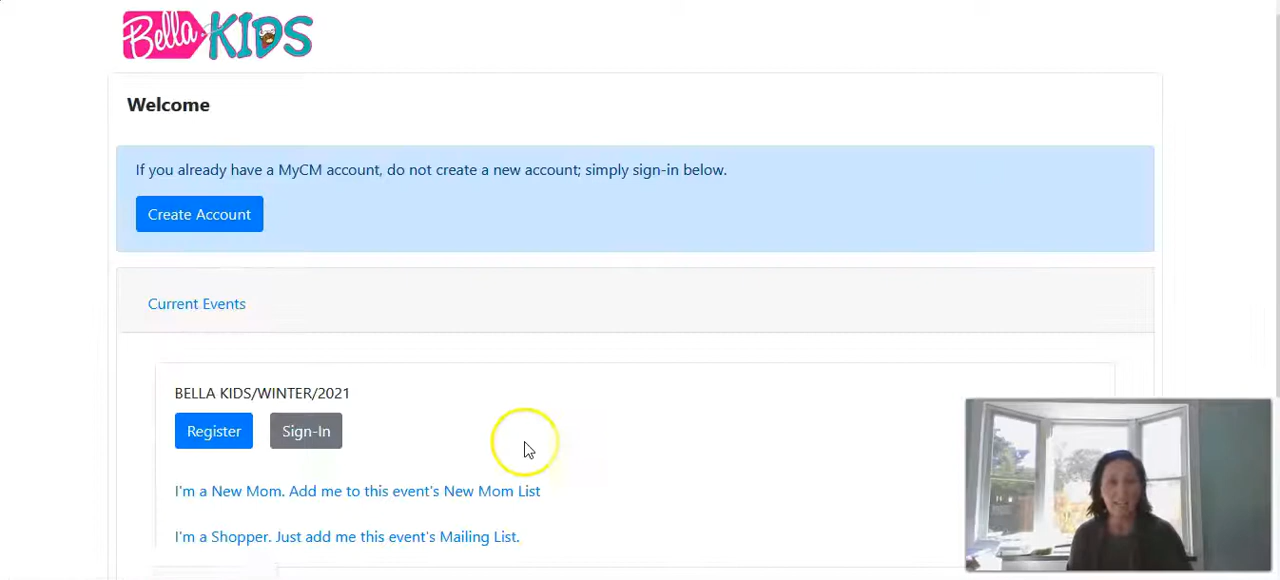 Bella KIDS
Welcome
If you already have a MyCM account, do not create a new account; simply sign-in below.
Create Account
Current Events
BELLA KIDS/WINTER/2021
Register Sign-In
I'm a New Mom. Add me to this event's New Mom List
I'm a Shopper. Just add me this event's Mailing List.